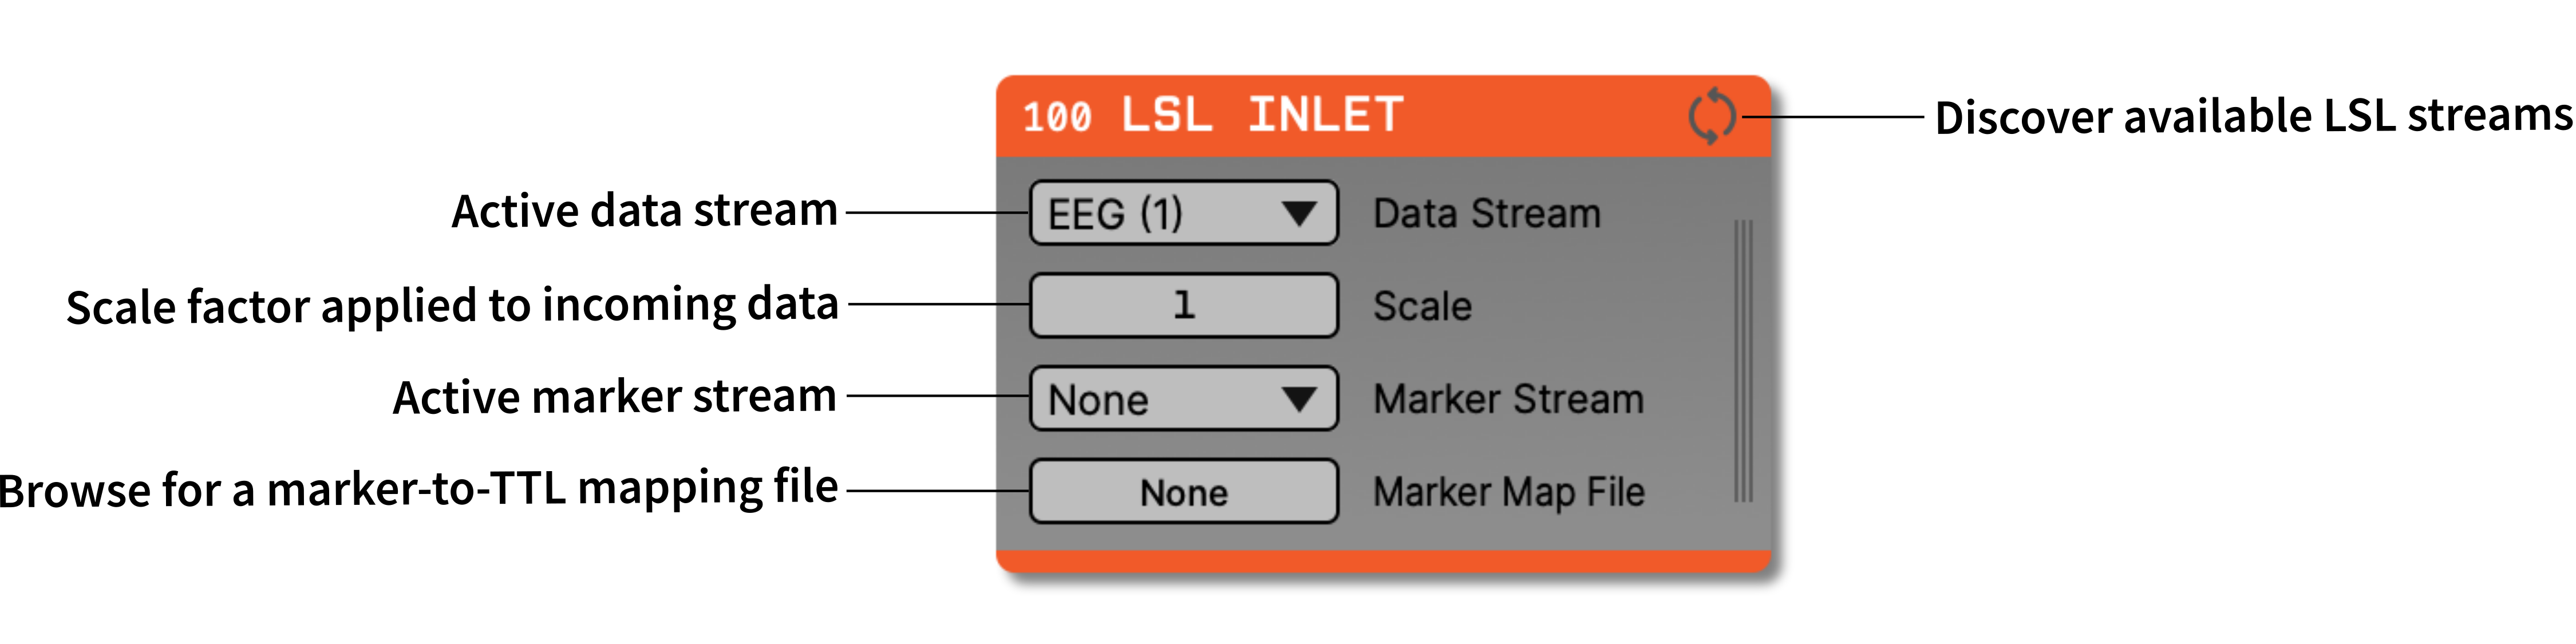 100 LSL INLET
Discover available LSL streams
Active data stream
EEG (1)
Data Stream
Scale factor applied to incoming data
1
Scale
Active marker stream
None
Marker Stream
Browse for a marker-to-TTL mapping file
None
Marker Map File